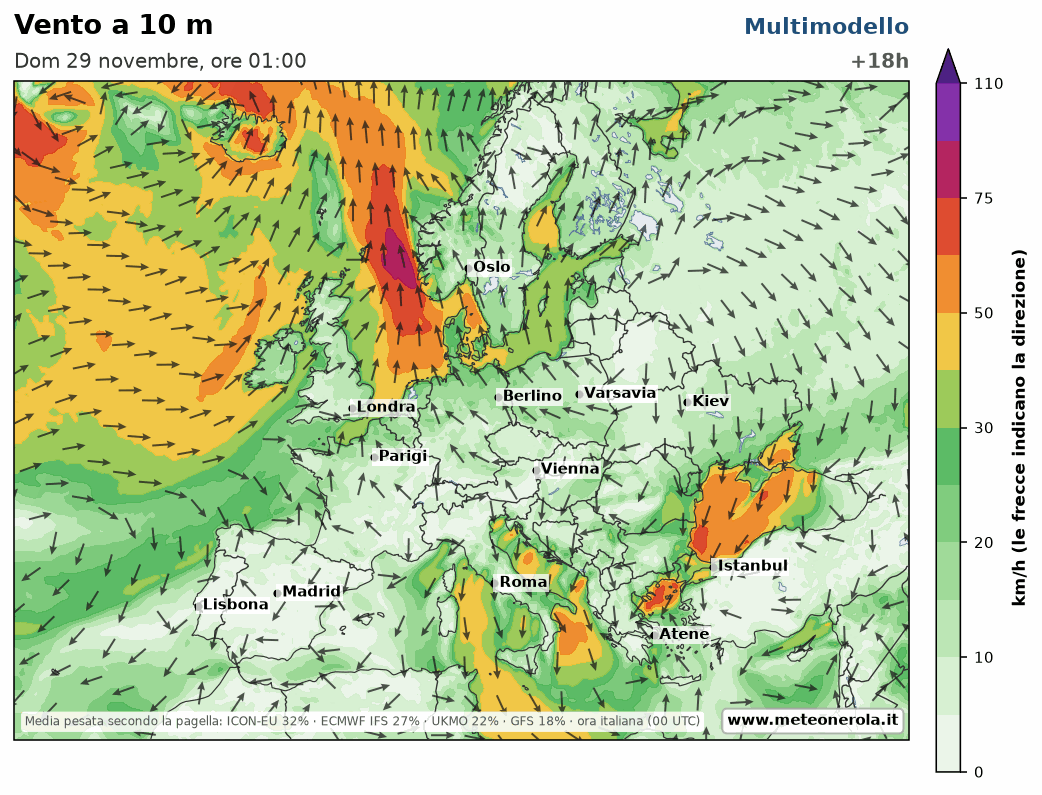 Vento a 10 m
Multimodello
Dom 29 novembre, ore 01:00
+18h
110
75
50
30
20
10
0
km/h (le frecce indicano la direzione)
Oslo
Londra
Berlino
Varsavia
Kiev
Parigi
Vienna
Istanbul
Roma
Madrid
Lisbona
Atene
Media pesata secondo la pagella: ICON-EU 32% · ECMWF IFS 27% · UKMO 22% · GFS 18% · ora italiana (00 UTC)
www.meteonerola.it